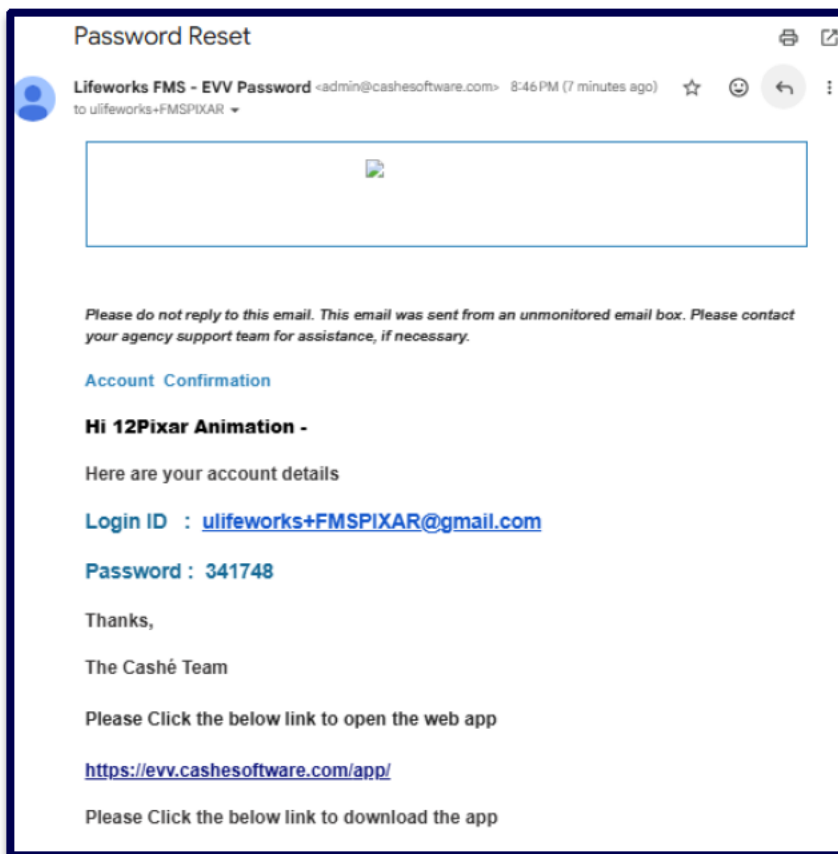 Password Reset
Lifeworks FMS - EVV Password <admin@cashesoftware.com> 8:46 PM (7 minutes ago)
to ulifeworks+FMSPIXAR
Please do not reply to this email. This email was sent from an unmonitored email box. Please contact
your agency support team for assistance, if necessary.
Account Confirmation
Hi 12Pixar Animation -
Here are your account details
Login ID : ulifeworks+FMSPIXAR@gmail.com
Password : 341748
Thanks,
The Cashé Team
Please Click the below link to open the web app
https://evv.cashesoftware.com/app/
Please Click the below link to download the app